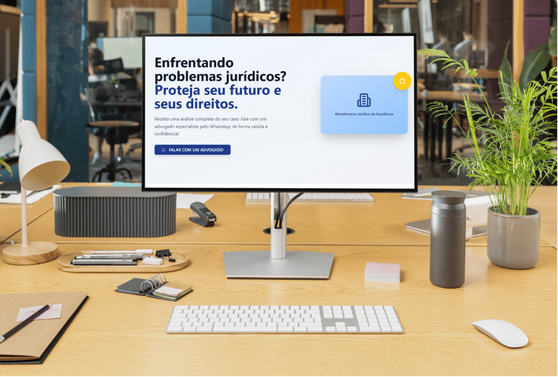 Enfrentando
problemas jurídicos?
Proteja seu futuro e
seus direitos.
Receba uma análise completa do seu caso. Fale com um
advogado especialista pelo WhatsApp de forma rápida e
confidencial.
FALAR COM UM ADVOGADO
Atendimento Jurídico de Excelência